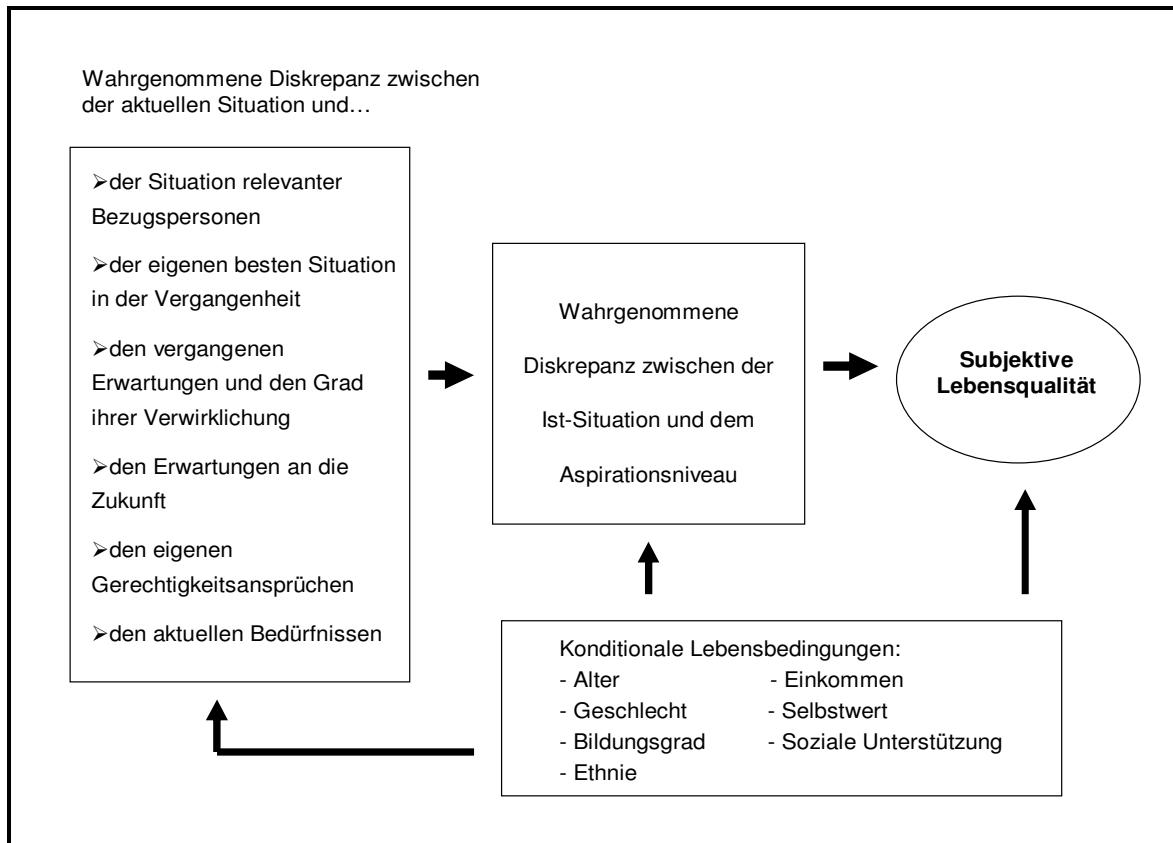 Wahrgenommene Diskrepanz zwischen
der aktuellen Situation und…
➢der Situation relevanter
Bezugspersonen
➢der eigenen besten Situation
in der Vergangenheit
➢den vergangenen
Erwartungen und den Grad
ihrer Verwirklichung
➢den Erwartungen an die
Zukunft
➢den eigenen
Gerechtigkeitsansprüchen
➢den aktuellen Bedürfnissen
Wahrgenommene
Diskrepanz zwischen der
Ist-Situation und dem
Aspirationsniveau
Subjektive
Lebensqualität
Konditionale Lebensbedingungen:
- Alter - Einkommen
- Geschlecht - Selbstwert
- Bildungsgrad - Soziale Unterstützung
- Ethnie